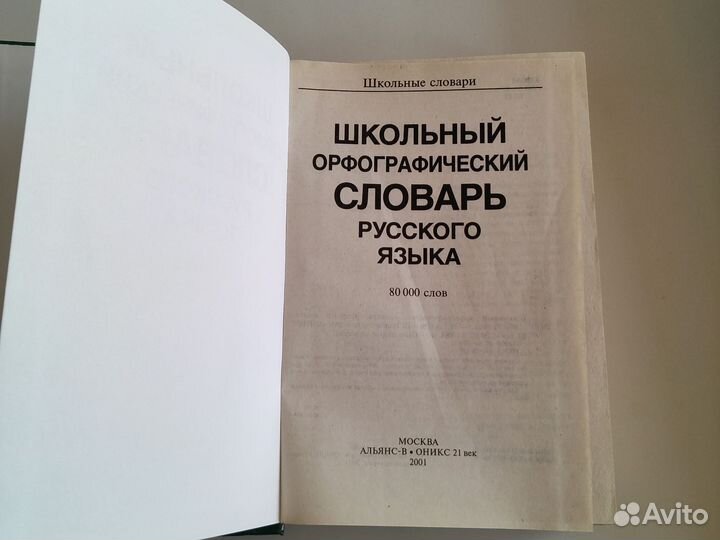 Школьные словари
ШКОЛЬНЫЙ
ОРФОГРАФИЧЕСКИЙ
СЛОВАРЬ
РУССКОГО
ЯЗЫКА
80 000 слов
МОСКВА
АЛЬЯНС-В • ОНИКС 21 век
2001
Avito